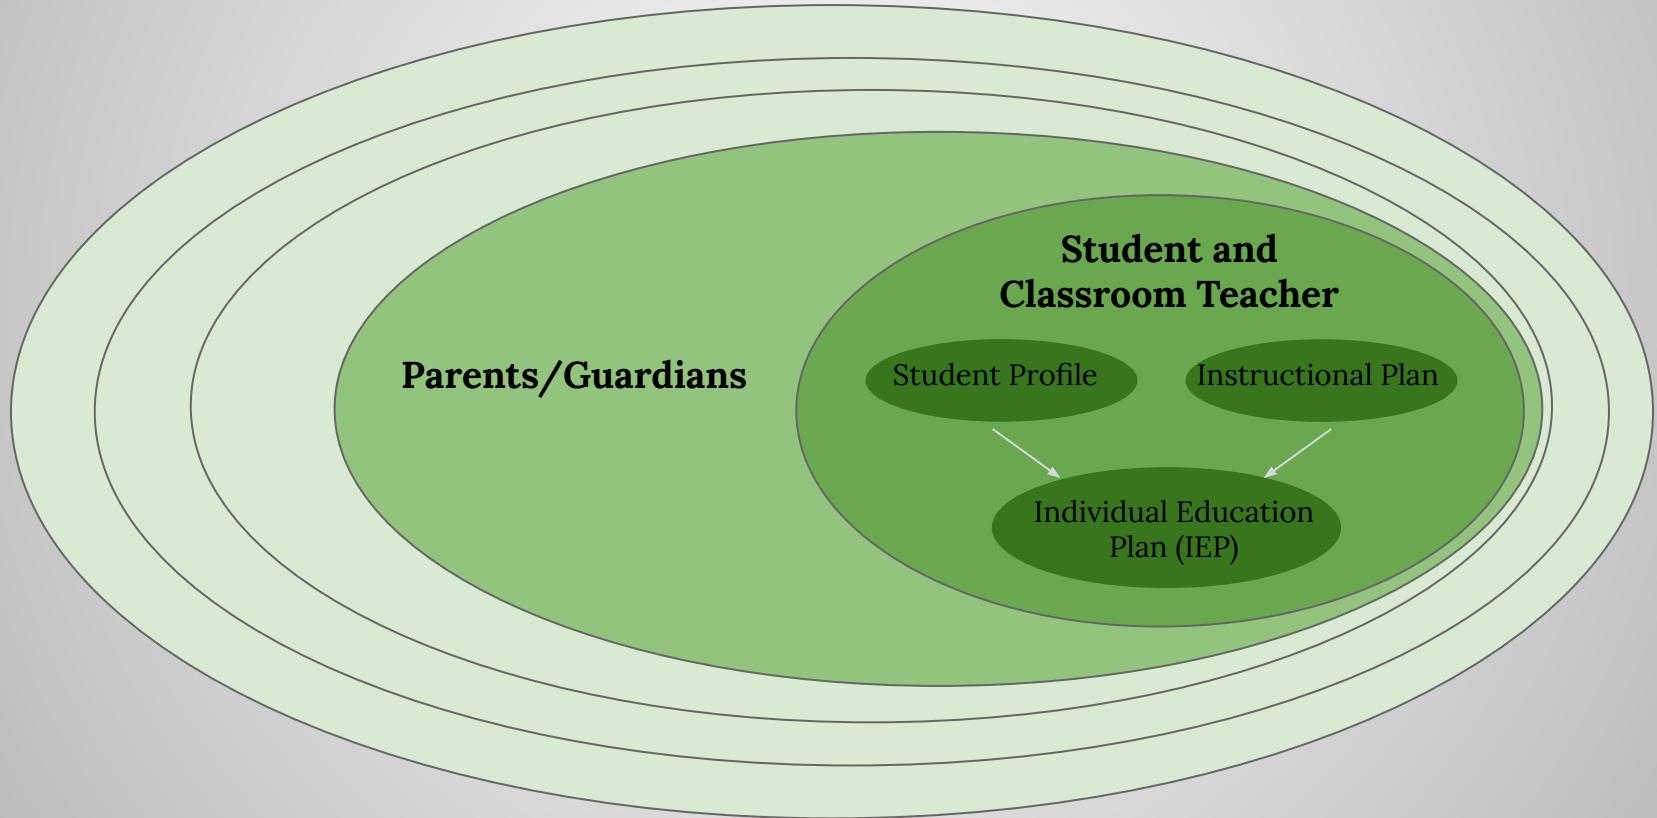 Student and
Classroom Teacher
Parents/Guardians
Student Profile
Instructional Plan
Individual Education
Plan (IEP)